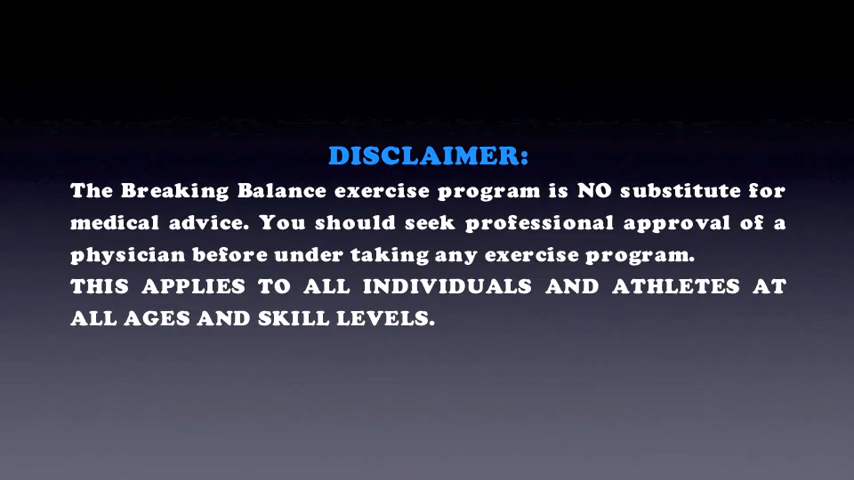 DISCLAIMER:
The Breaking Balance exercise program is NO substitute for
medical advice. You should seek professional approval of a
physician before under taking any exercise program.
THIS APPLIES TO ALL INDIVIDUALS AND ATHLETES AT
ALL AGES AND SKILL LEVELS.